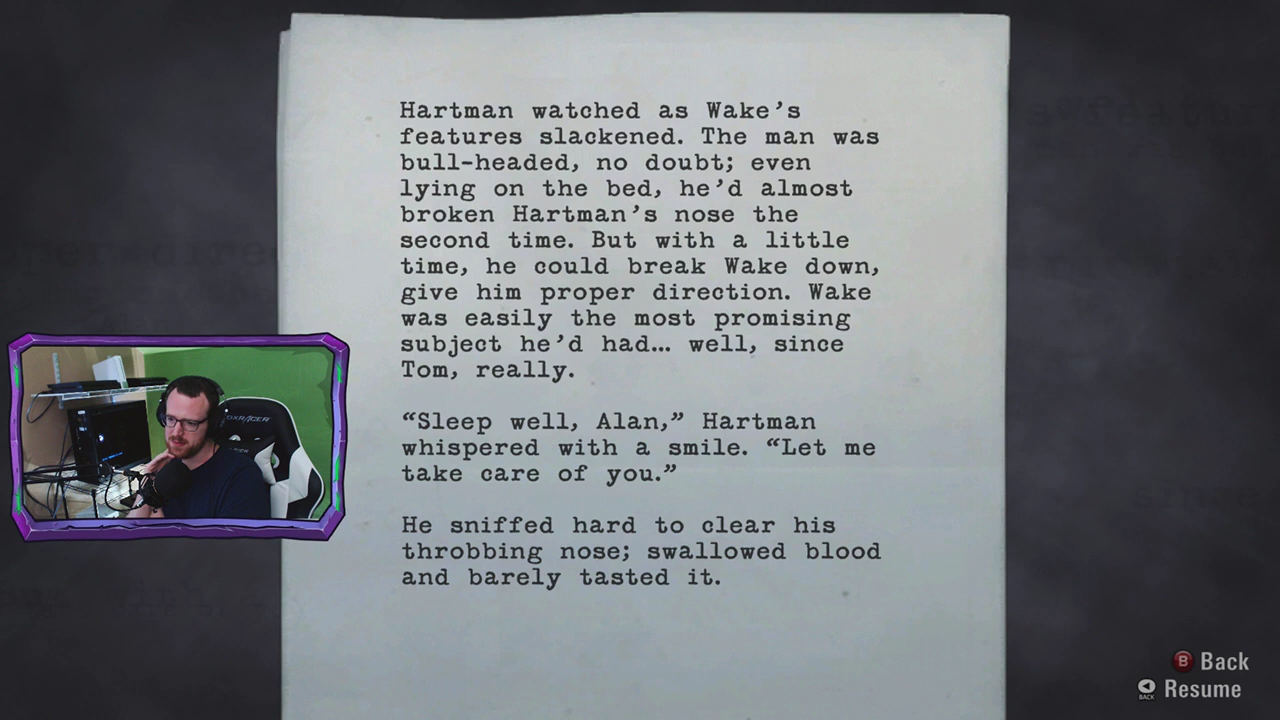 Hartman watched as Wake’s
features slackened. The man was
bull-headed, no doubt; even
lying on the bed, he’d almost
broken Hartman’s nose the
second time. But with a little
time, he could break Wake down,
give him proper direction. Wake
was easily the most promising
subject he’d had… well, since
Tom, really.
“Sleep well, Alan,” Hartman
whispered with a smile. “Let me
take care of you.”
He sniffed hard to clear his
throbbing nose; swallowed blood
and barely tasted it.
B Back
BACK Resume